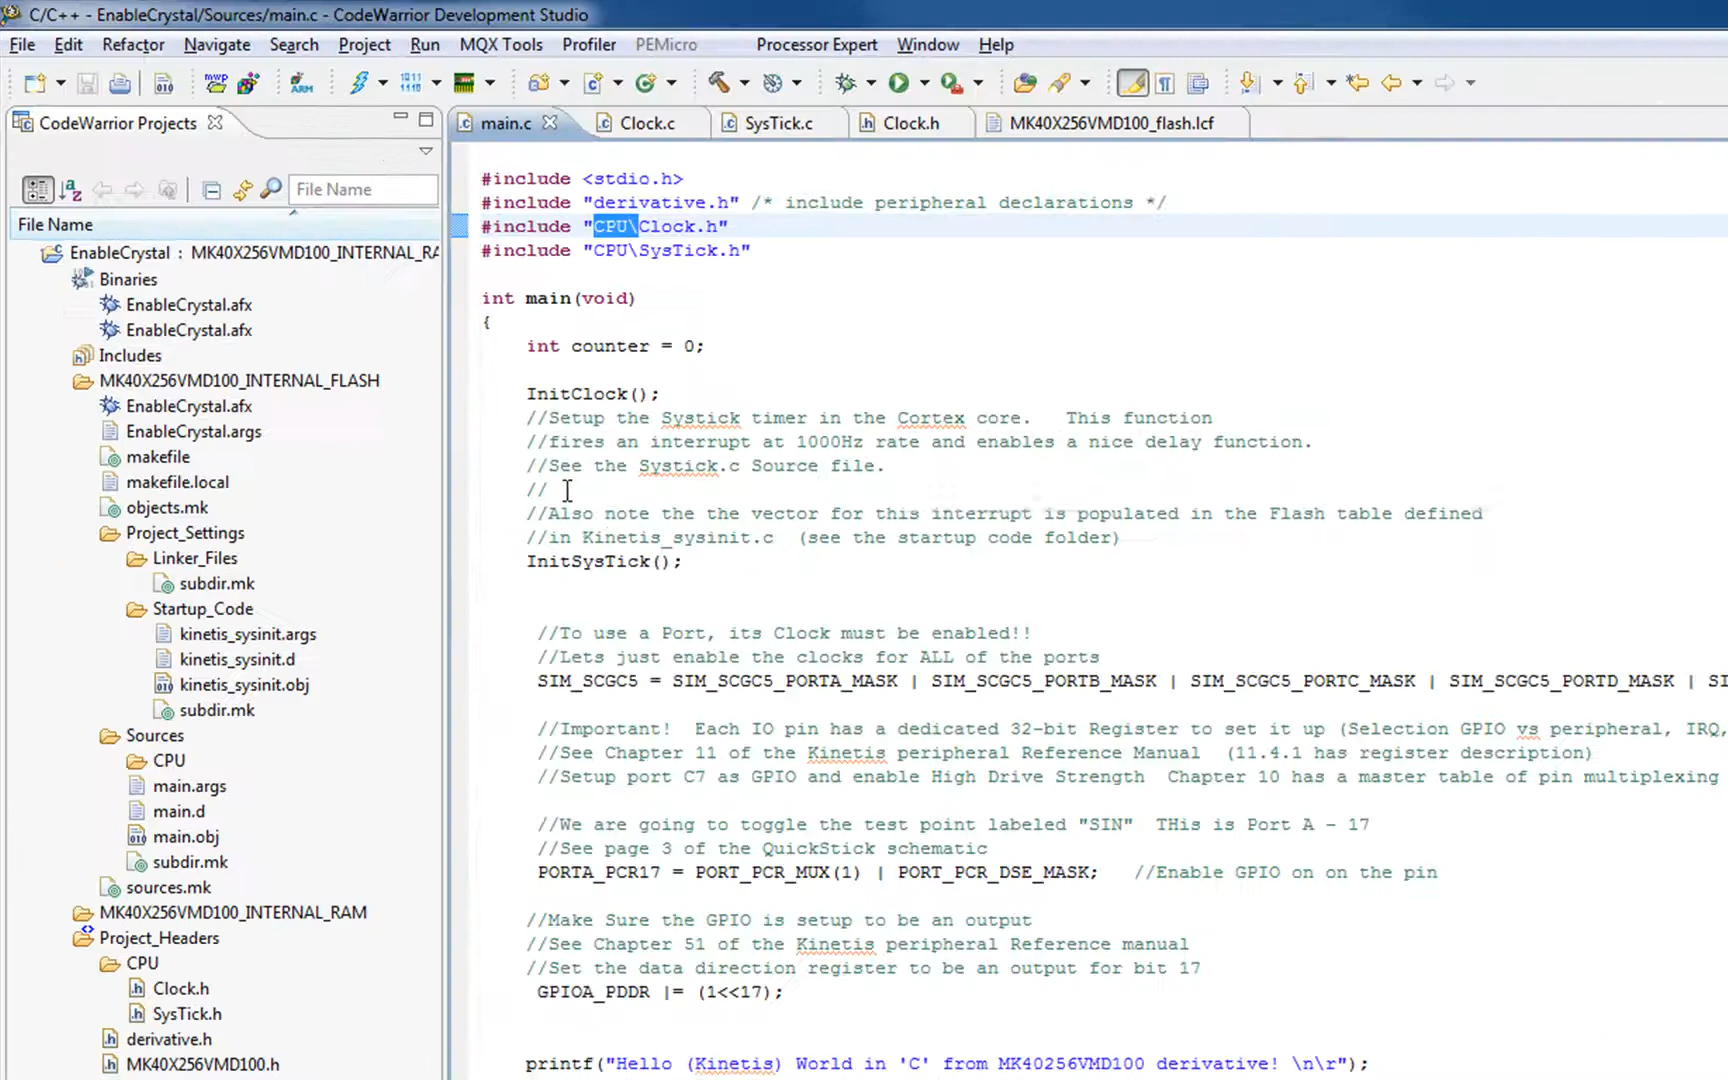 C/C++ - EnableCrystal/Sources/main.c - CodeWarrior Development Studio
File Edit Refactor Navigate Search Project Run MQX Tools Profiler PEMicro Processor Expert Window Help
CodeWarrior Projects
main.c Clock.c SysTick.c Clock.h MK40X256VMD100_flash.lcf
File Name
File Name
EnableCrystal : MK40X256VMD100_INTERNAL_RA
Binaries
EnableCrystal.afx
EnableCrystal.afx
Includes
MK40X256VMD100_INTERNAL_FLASH
EnableCrystal.afx
EnableCrystal.args
makefile
makefile.local
objects.mk
Project_Settings
Linker_Files
subdir.mk
Startup_Code
kinetis_sysinit.args
kinetis_sysinit.d
kinetis_sysinit.obj
subdir.mk
Sources
CPU
main.args
main.d
main.obj
subdir.mk
sources.mk
MK40X256VMD100_INTERNAL_RAM
Project_Headers
CPU
Clock.h
SysTick.h
derivative.h
MK40X256VMD100.h
#include <stdio.h>
#include "derivative.h" /* include peripheral declarations */
#include "CPU\Clock.h"
#include "CPU\SysTick.h"
int main(void)
{
int counter = 0;
InitClock();
//Setup the Systick timer in the Cortex core. This function
//fires an interrupt at 1000Hz rate and enables a nice delay function.
//See the Systick.c Source file.
//
//Also note the the vector for this interrupt is populated in the Flash table defined
//in Kinetis_sysinit.c (see the startup code folder)
InitSysTick();
//To use a Port, its Clock must be enabled!!
//Lets just enable the clocks for ALL of the ports
SIM_SCGC5 = SIM_SCGC5_PORTA_MASK | SIM_SCGC5_PORTB_MASK | SIM_SCGC5_PORTC_MASK | SIM_SCGC5_PORTD_MASK | SI
//Important! Each IO pin has a dedicated 32-bit Register to set it up (Selection GPIO vs peripheral, IRQ,
//See Chapter 11 of the Kinetis peripheral Reference Manual (11.4.1 has register description)
//Setup port C7 as GPIO and enable High Drive Strength Chapter 10 has a master table of pin multiplexing
//We are going to toggle the test point labeled "SIN" THis is Port A - 17
//See page 3 of the QuickStick schematic
PORTA_PCR17 = PORT_PCR_MUX(1) | PORT_PCR_DSE_MASK; //Enable GPIO on on the pin
//Make Sure the GPIO is setup to be an output
//See Chapter 51 of the Kinetis peripheral Reference manual
//Set the data direction register to be an output for bit 17
GPIOA_PDDR |= (1<<17);
printf("Hello (Kinetis) World in 'C' from MK40256VMD100 derivative! \n\r");